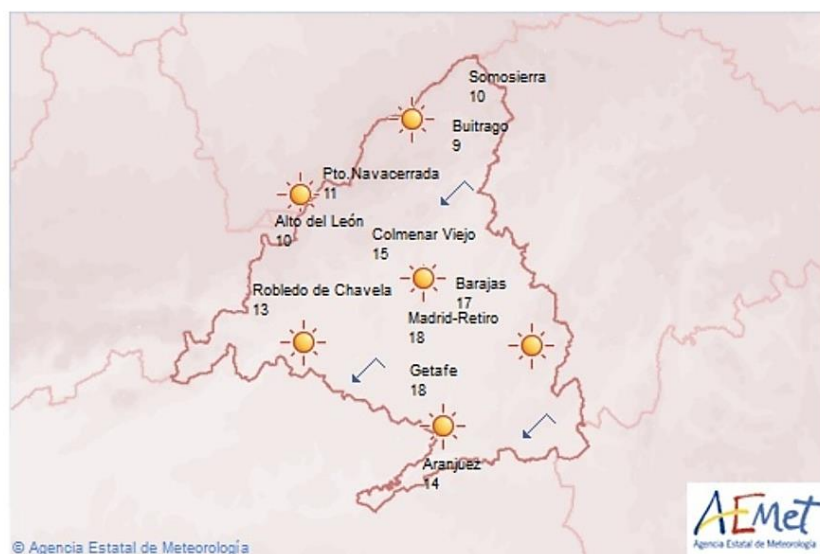 Somosierra
10
Buitrago
9
Pto.Navacerrada
11
Alto del León
10
Colmenar Viejo
15
Robledo de Chavela
13
Barajas
17
Madrid-Retiro
18
Getafe
18
Aranjuez
14
AEMet
Agencia Estatal de Meteorología
© Agencia Estatal de Meteorología